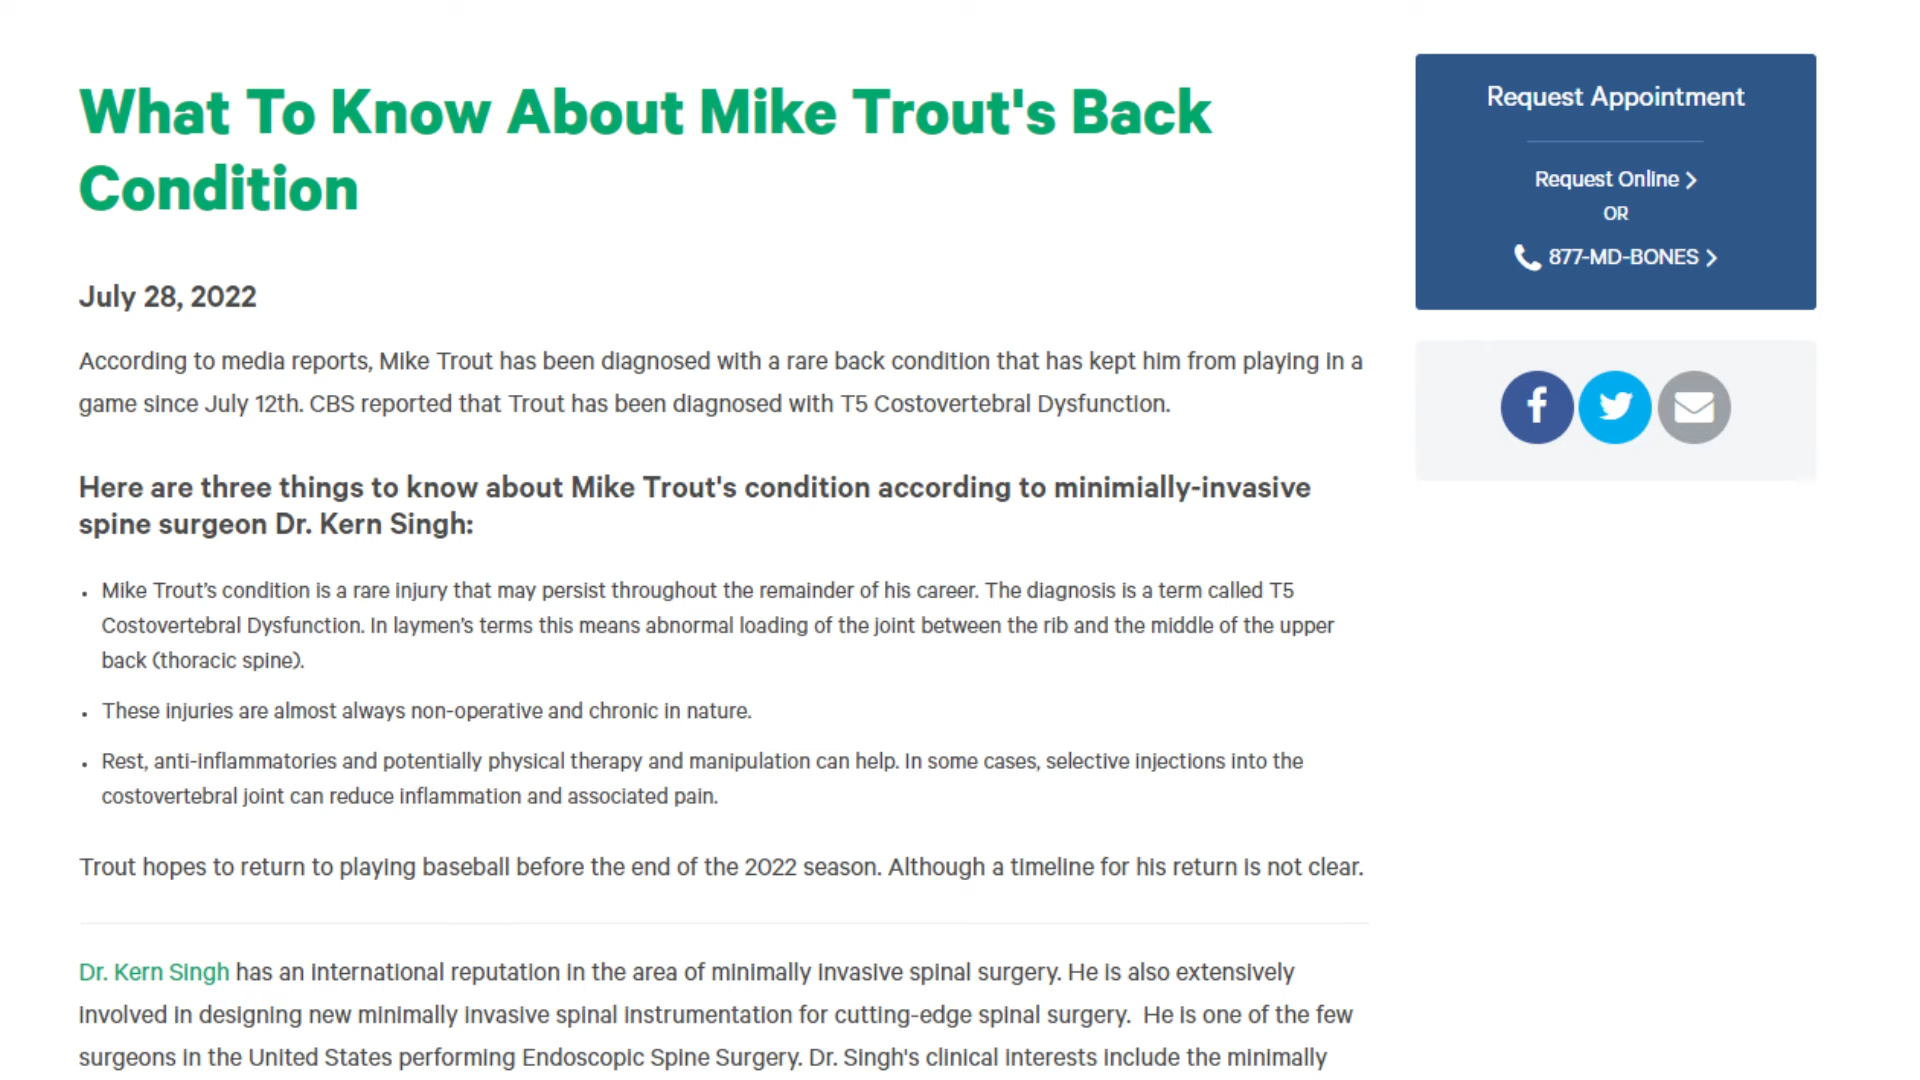 What To Know About Mike Trout's Back
Condition
July 28, 2022
According to media reports, Mike Trout has been diagnosed with a rare back condition that has kept him from playing in a
game since July 12th. CBS reported that Trout has been diagnosed with T5 Costovertebral Dysfunction.
Here are three things to know about Mike Trout's condition according to minimially-invasive
spine surgeon Dr. Kern Singh:
• Mike Trout’s condition is a rare injury that may persist throughout the remainder of his career. The diagnosis is a term called T5
Costovertebral Dysfunction. In laymen’s terms this means abnormal loading of the joint between the rib and the middle of the upper
back (thoracic spine).
• These injuries are almost always non-operative and chronic in nature.
• Rest, anti-inflammatories and potentially physical therapy and manipulation can help. In some cases, selective injections into the
costovertebral joint can reduce inflammation and associated pain.
Trout hopes to return to playing baseball before the end of the 2022 season. Although a timeline for his return is not clear.
Dr. Kern Singh has an international reputation in the area of minimally invasive spinal surgery. He is also extensively
involved in designing new minimally invasive spinal instrumentation for cutting-edge spinal surgery.  He is one of the few
surgeons in the United States performing Endoscopic Spine Surgery. Dr. Singh's clinical interests include the minimally
Request Appointment
Request Online
OR
877-MD-BONES